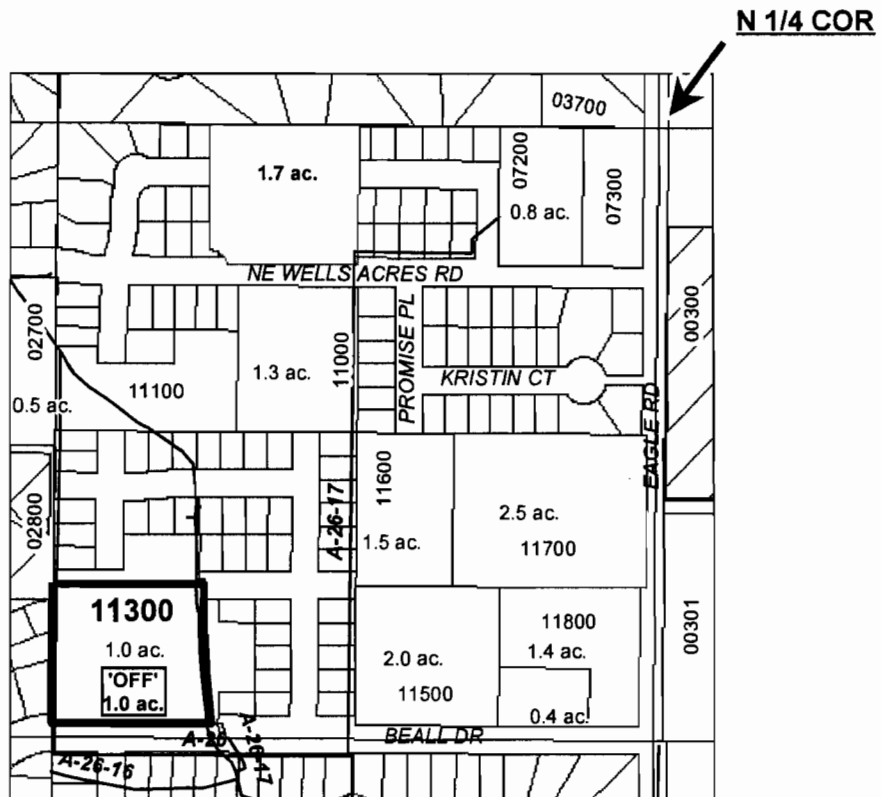 N 1/4 COR
03700
1.7 ac.
07200
0.8 ac.
07300
NE WELLS ACRES RD
00300
02700
0.5 ac.
11100
1.3 ac.
11000
PROMISE PL
KRISTIN CT
EAGLE RD
02800
A-26-17
11600
1.5 ac.
2.5 ac.
11700
11300
1.0 ac.
'OFF'
1.0 ac.
2.0 ac.
11500
11800
1.4 ac.
0.4 ac.
00301
BEALL DR
A-26
A-26-17
A-26-16